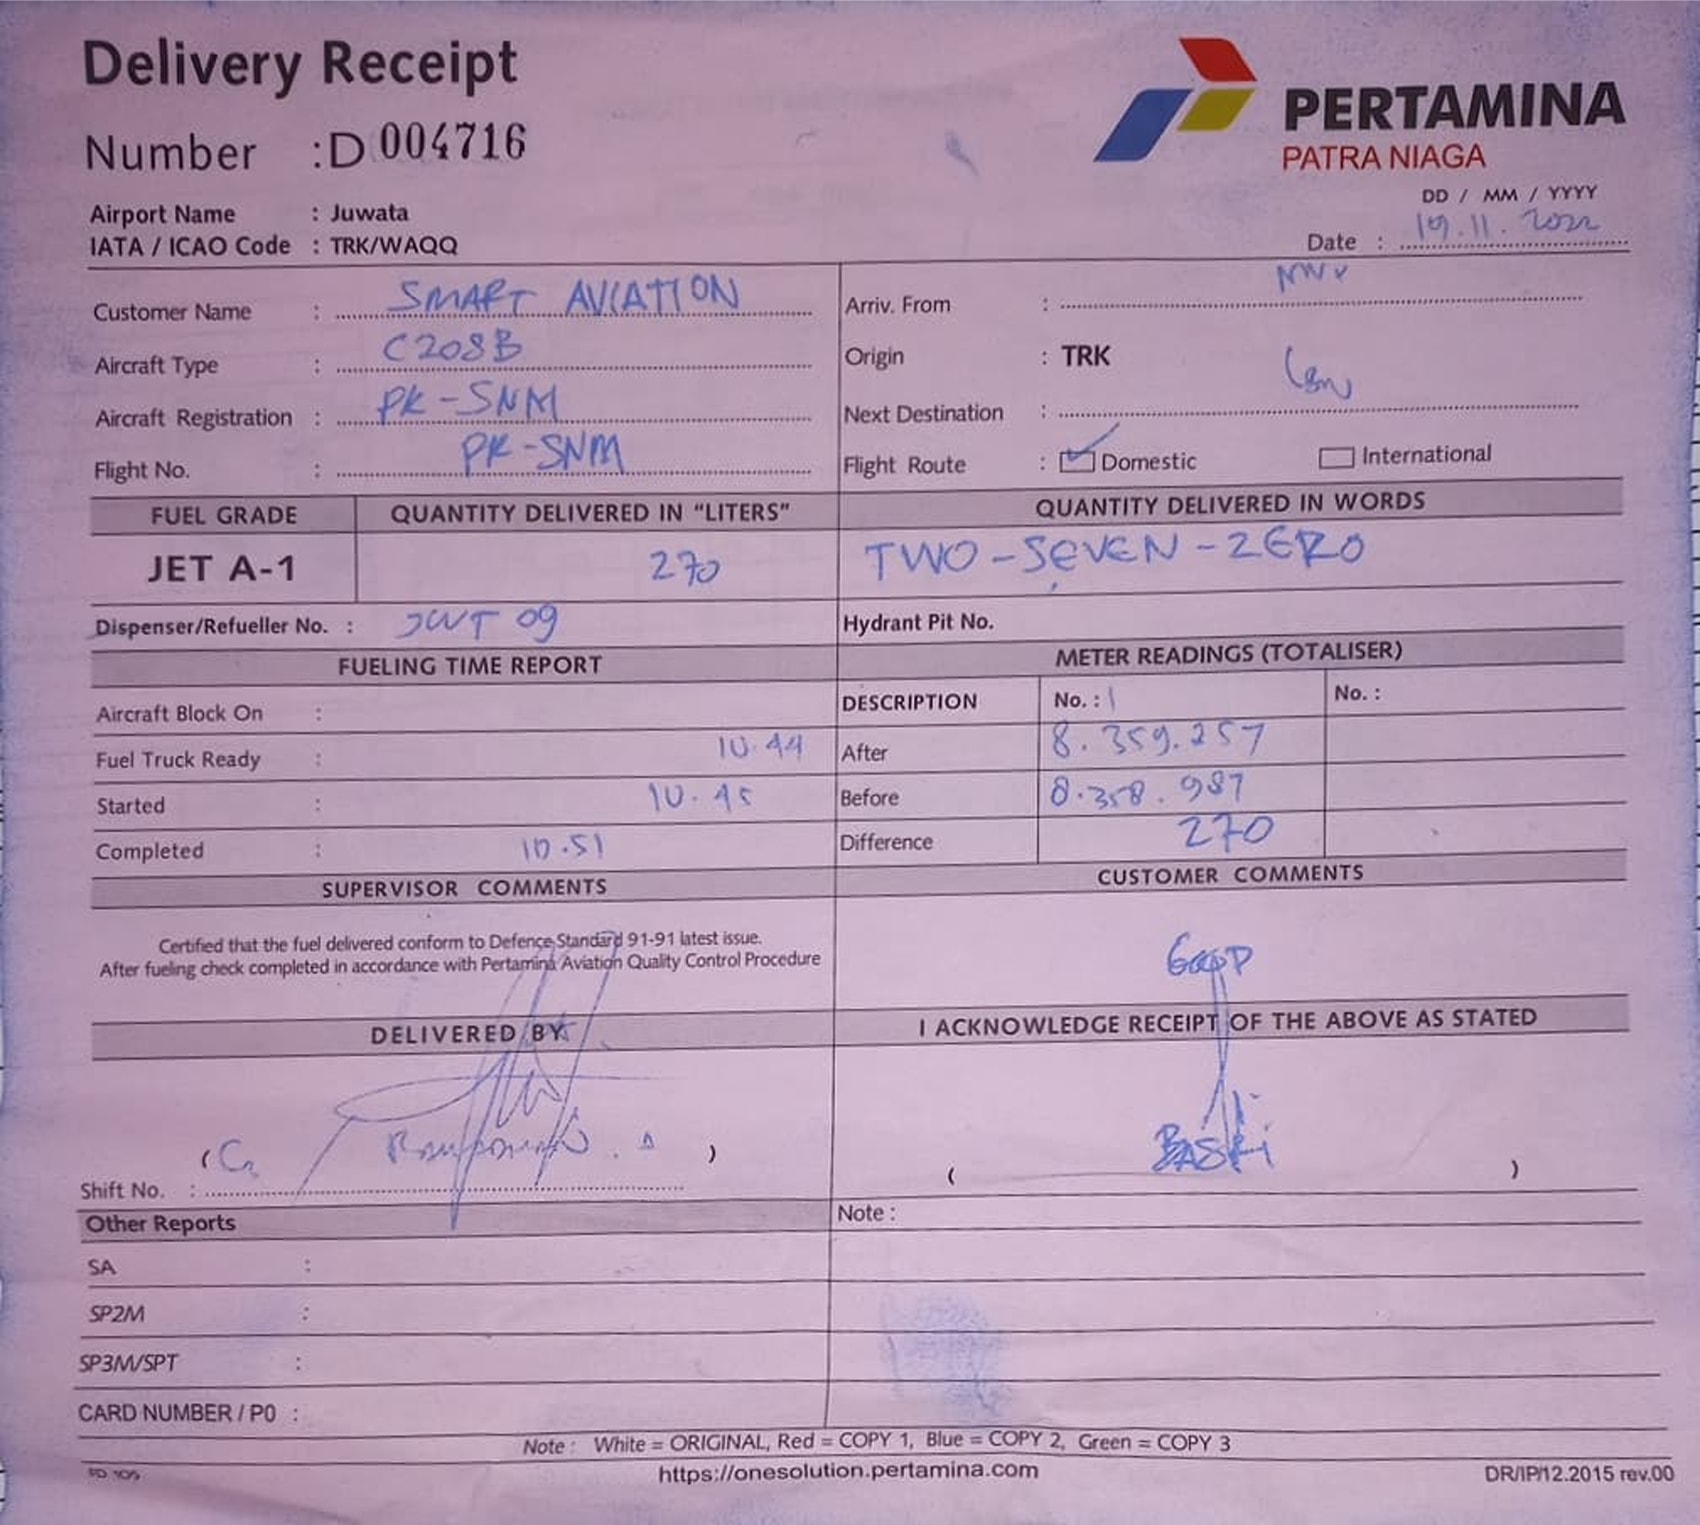 Delivery Receipt
Number : D 004716
PERTAMINA
PATRA NIAGA
Airport Name : Juwata
IATA / ICAO Code : TRK/WAQQ
DD / MM / YYYY
Date : 19.11.2022
Customer Name : SMART AVIATION
Aircraft Type : C208B
Aircraft Registration : PK-SNM
Flight No. : PK-SNM
Arriv. From :
Origin : TRK
Next Destination :
Flight Route : Domestic International
FUEL GRADE QUANTITY DELIVERED IN "LITERS" QUANTITY DELIVERED IN WORDS
JET A-1 270 TWO-SEVEN-ZERO
Dispenser/Refueller No. : JWT 09 Hydrant Pit No.
FUELING TIME REPORT
Aircraft Block On :
Fuel Truck Ready : 10.44
Started : 10.45
Completed : 10.51
METER READINGS (TOTALISER)
DESCRIPTION No. : 1 No. :
After 8.359.257
Before 8.358.987
Difference 270
SUPERVISOR COMMENTS
Certified that the fuel delivered conform to Defence Standard 91-91 latest issue.
After fueling check completed in accordance with Pertamina Aviation Quality Control Procedure
CUSTOMER COMMENTS
GOOD
DELIVERED BY
( )
Shift No. :
I ACKNOWLEDGE RECEIPT OF THE ABOVE AS STATED
BASRI
( )
Other Reports
SA :
SP2M :
SP3M/SPT :
CARD NUMBER / P0 :
Note :
Note : White = ORIGINAL, Red = COPY 1, Blue = COPY 2, Green = COPY 3
https://onesolution.pertamina.com
DR/IP/12.2015 rev.00